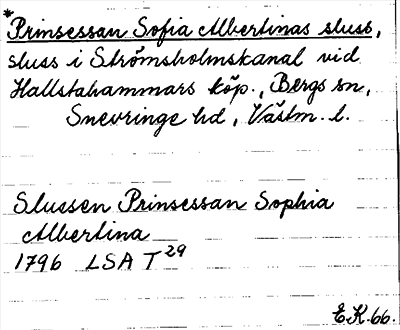 *Prinsessan Sofia Albertinas sluss,
sluss i Strömsholmskanal vid
Hallstahammars köp., Bergs sn,
Snevringe hd, Västm. l.
Slussen Prinsessan Sophia
Albertina
1796 LSA T 29
E.K. 66.